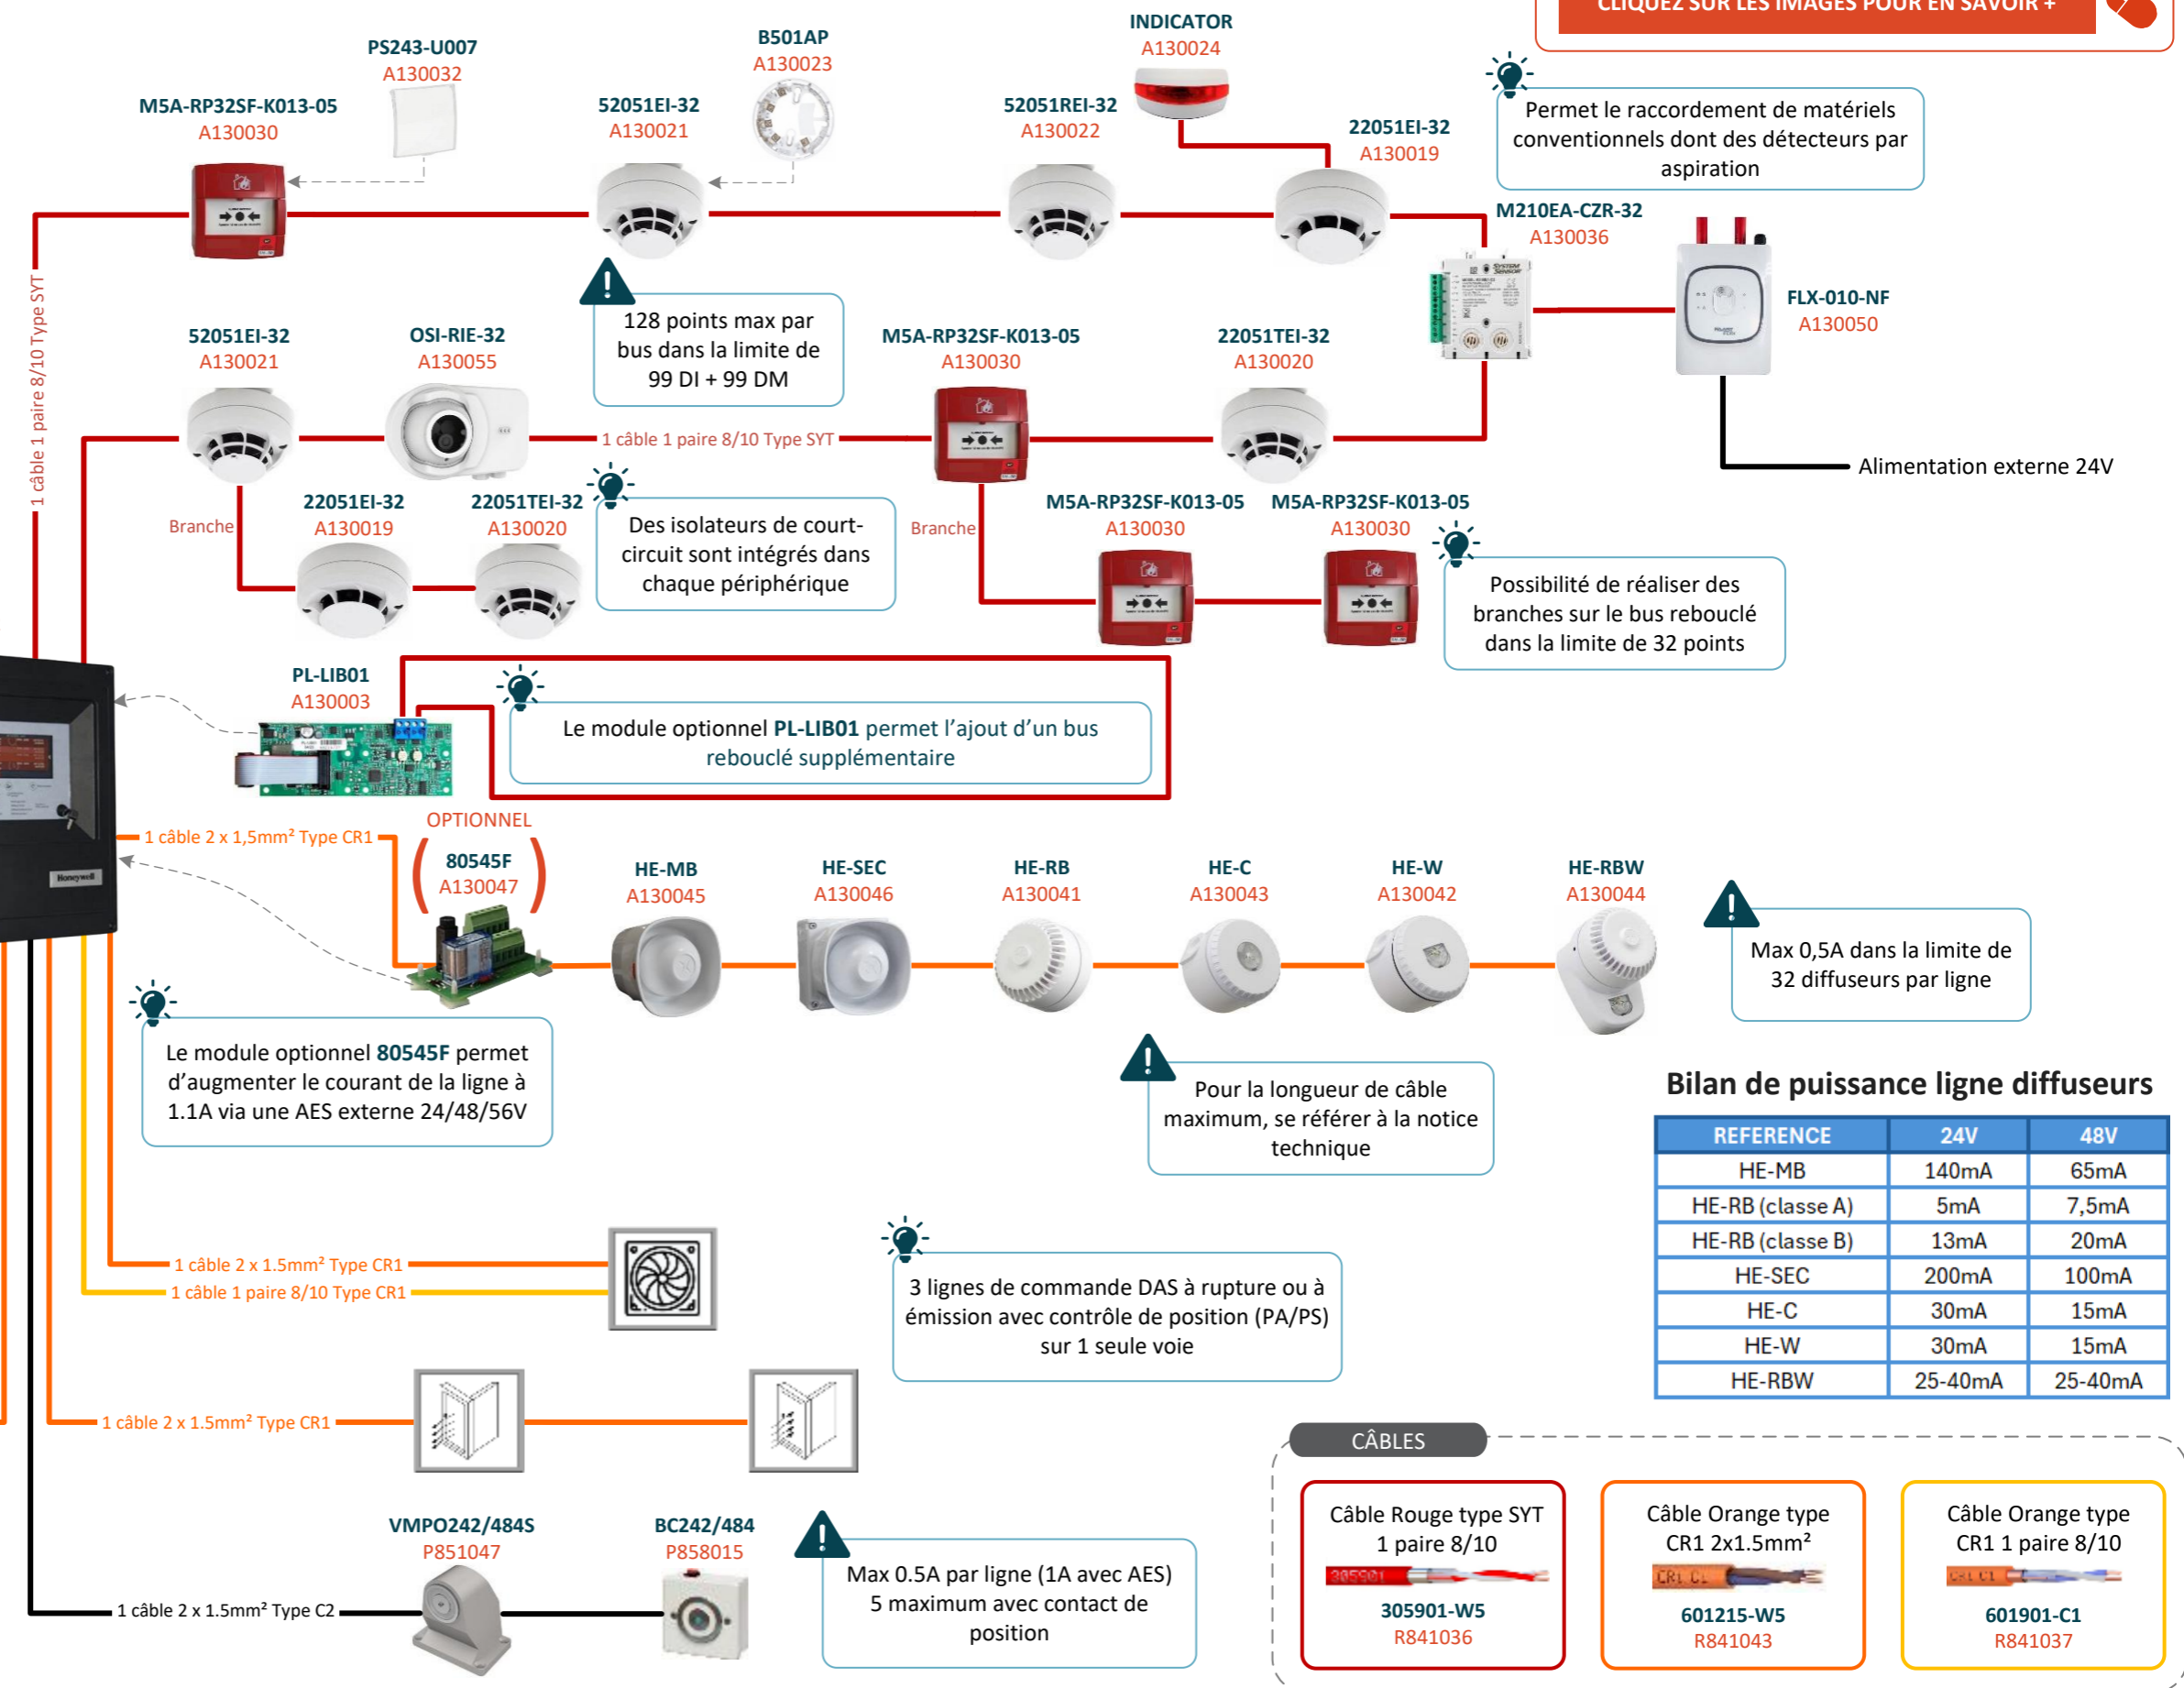 CLIQUEZ SUR LES IMAGES POUR EN SAVOIR +
INDICATOR
A130024
B501AP
A130023
PS243-U007
A130032
M5A-RP32SF-K013-05
A130030
52051EI-32
A130021
52051REI-32
A130022
22051EI-32
A130019
Permet le raccordement de matériels
conventionnels dont des détecteurs par
aspiration
M210EA-CZR-32
A130036
SYSTEM
SENSOR
FLX-010-NF
A130050
Alimentation externe 24V
1 câble 1 paire 8/10 Type SYT
128 points max par
bus dans la limite de
99 DI + 99 DM
52051EI-32
A130021
OSI-RIE-32
A130055
1 câble 1 paire 8/10 Type SYT
M5A-RP32SF-K013-05
A130030
22051TEI-32
A130020
Branche
22051EI-32
A130019
22051TEI-32
A130020
Des isolateurs de court-
circuit sont intégrés dans
chaque périphérique
Branche
M5A-RP32SF-K013-05
A130030
M5A-RP32SF-K013-05
A130030
Possibilité de réaliser des
branches sur le bus rebouclé
dans la limite de 32 points
PL-LIB01
A130003
Le module optionnel PL-LIB01 permet l'ajout d'un bus
rebouclé supplémentaire
Honeywell
1 câble 2 x 1,5mm² Type CR1
OPTIONNEL
80545F
A130047
HE-MB
A130045
HE-SEC
A130046
HE-RB
A130041
HE-C
A130043
HE-W
A130042
HE-RBW
A130044
Max 0,5A dans la limite de
32 diffuseurs par ligne
Le module optionnel 80545F permet
d'augmenter le courant de la ligne à
1.1A via une AES externe 24/48/56V
Pour la longueur de câble
maximum, se référer à la notice
technique
Bilan de puissance ligne diffuseurs
REFERENCE 24V 48V
HE-MB 140mA 65mA
HE-RB (classe A) 5mA 7,5mA
HE-RB (classe B) 13mA 20mA
HE-SEC 200mA 100mA
HE-C 30mA 15mA
HE-W 30mA 15mA
HE-RBW 25-40mA 25-40mA
1 câble 2 x 1.5mm² Type CR1
1 câble 1 paire 8/10 Type CR1
3 lignes de commande DAS à rupture ou à
émission avec contrôle de position (PA/PS)
sur 1 seule voie
1 câble 2 x 1.5mm² Type CR1
VMPO242/484S
P851047
BC242/484
P858015
1 câble 2 x 1.5mm² Type C2
Max 0.5A par ligne (1A avec AES)
5 maximum avec contact de
position
CÂBLES
Câble Rouge type SYT
1 paire 8/10
305901
305901-W5
R841036
Câble Orange type
CR1 2x1.5mm²
CR1 C1
601215-W5
R841043
Câble Orange type
CR1 1 paire 8/10
CR1 C1
601901-C1
R841037